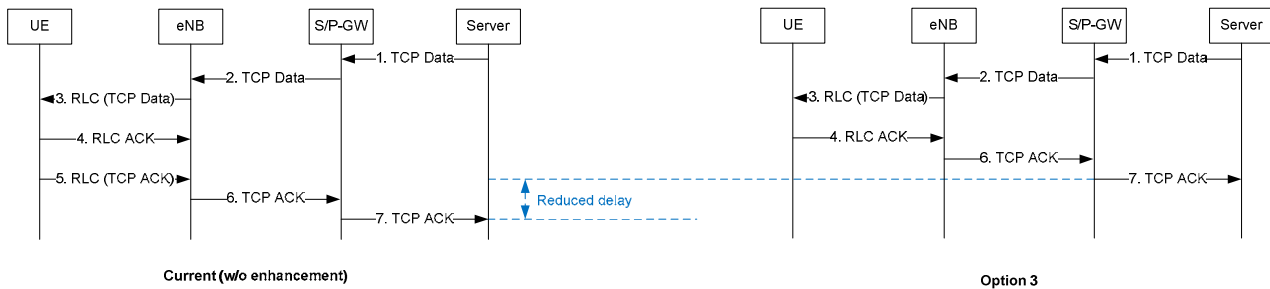 UE eNB S/P-GW Server
1. TCP Data
2. TCP Data
3. RLC (TCP Data)
4. RLC ACK
5. RLC (TCP ACK)
6. TCP ACK
7. TCP ACK
Reduced delay
Current (w/o enhancement)
UE eNB S/P-GW Server
1. TCP Data
2. TCP Data
3. RLC (TCP Data)
4. RLC ACK
6. TCP ACK
7. TCP ACK
Option 3